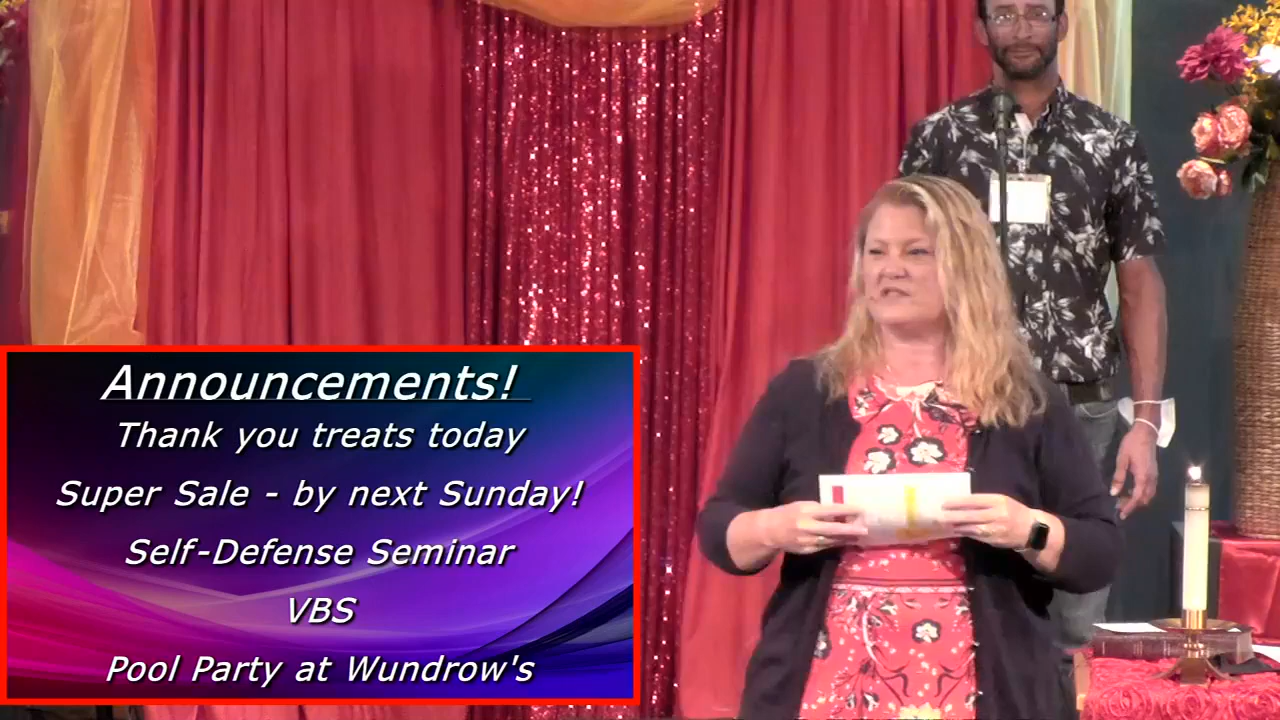 Announcements!
Thank you treats today
Super Sale - by next Sunday!
Self-Defense Seminar
VBS
Pool Party at Wundrow's